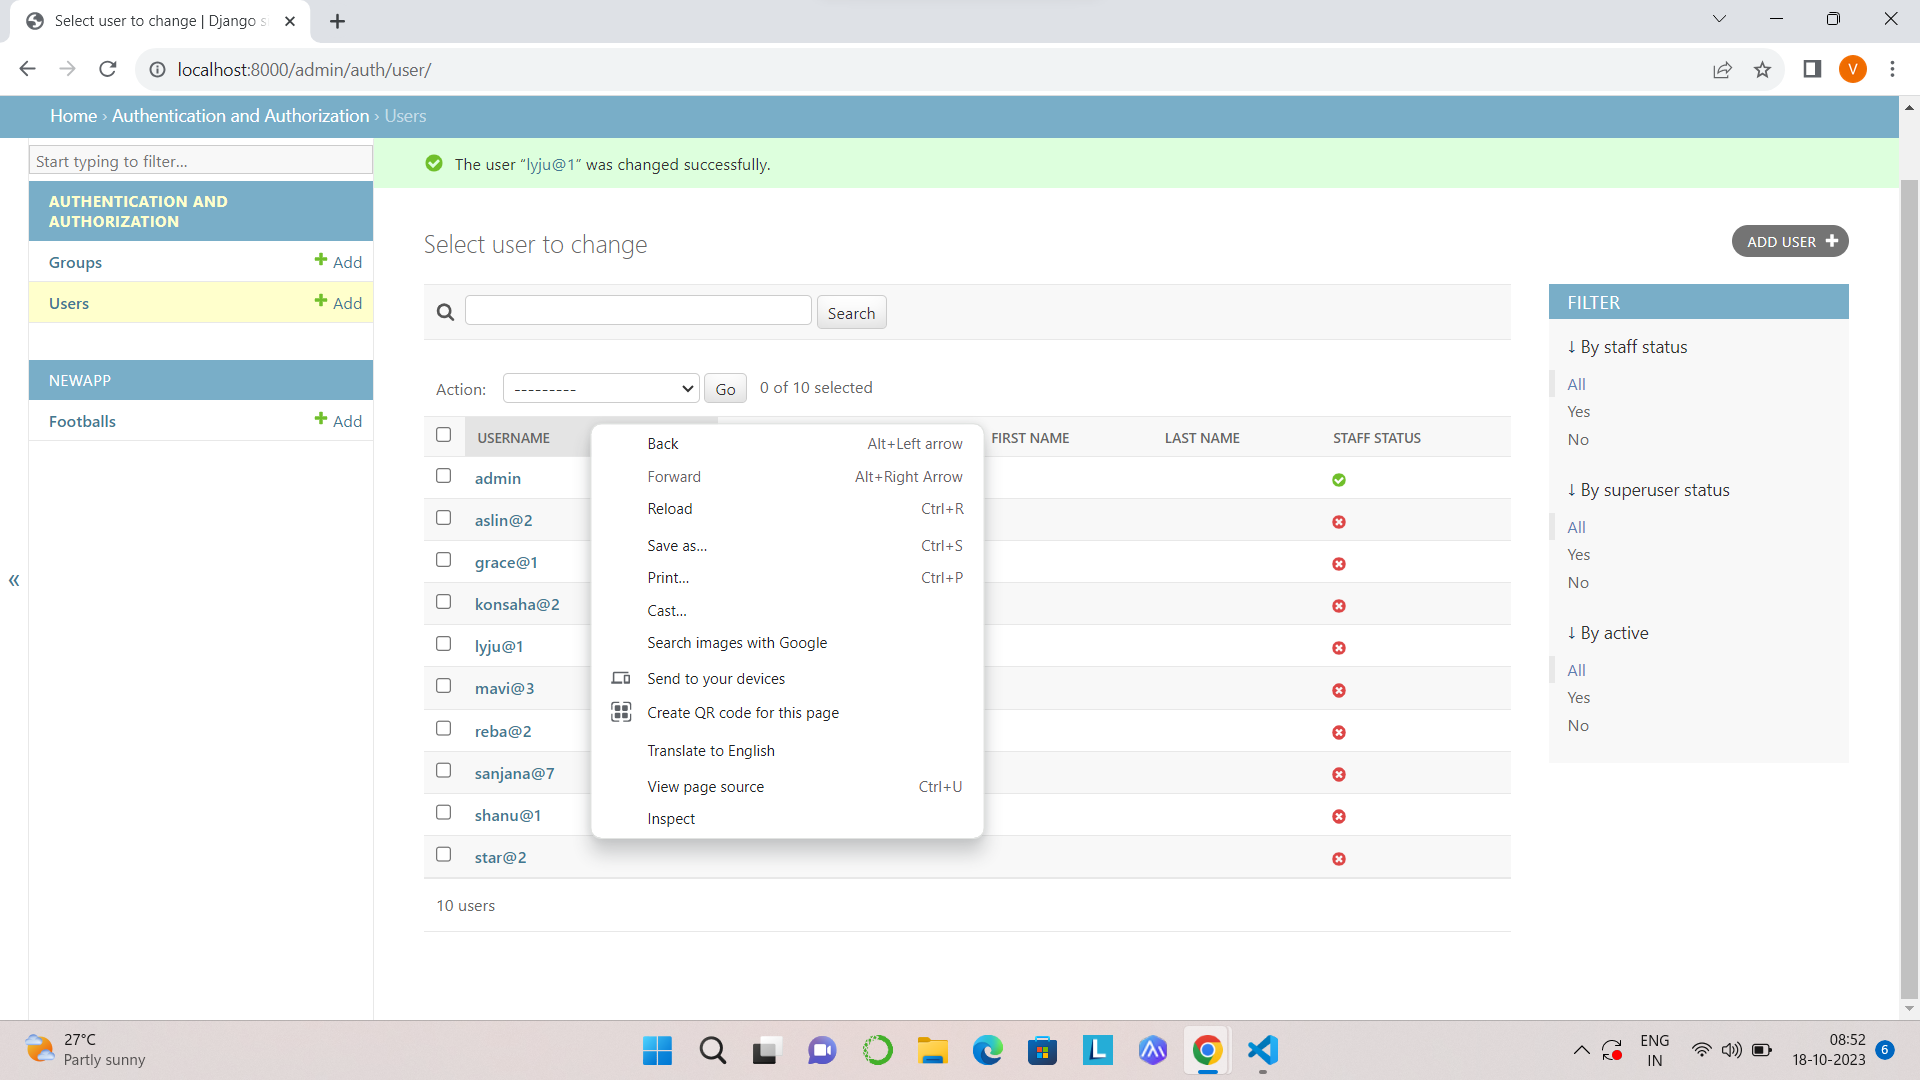 Select user to change | Django s
localhost:8000/admin/auth/user/
V
Home › Authentication and Authorization › Users
Start typing to filter...
The user “lyju@1” was changed successfully.
AUTHENTICATION AND
AUTHORIZATION
Groups
Add
Users
Add
NEWAPP
Footballs
Add
«
Select user to change
ADD USER
Search
Action:
---------
Go
0 of 10 selected
USERNAME
FIRST NAME
LAST NAME
STAFF STATUS
admin
aslin@2
grace@1
konsaha@2
lyju@1
mavi@3
reba@2
sanjana@7
shanu@1
star@2
10 users
Back Alt+Left arrow
Forward Alt+Right Arrow
Reload Ctrl+R
Save as... Ctrl+S
Print... Ctrl+P
Cast...
Search images with Google
Send to your devices
Create QR code for this page
Translate to English
View page source Ctrl+U
Inspect
FILTER
↓ By staff status
All
Yes
No
↓ By superuser status
All
Yes
No
↓ By active
All
Yes
No
27°C
Partly sunny
L
ENG
IN
08:52
18-10-2023
6